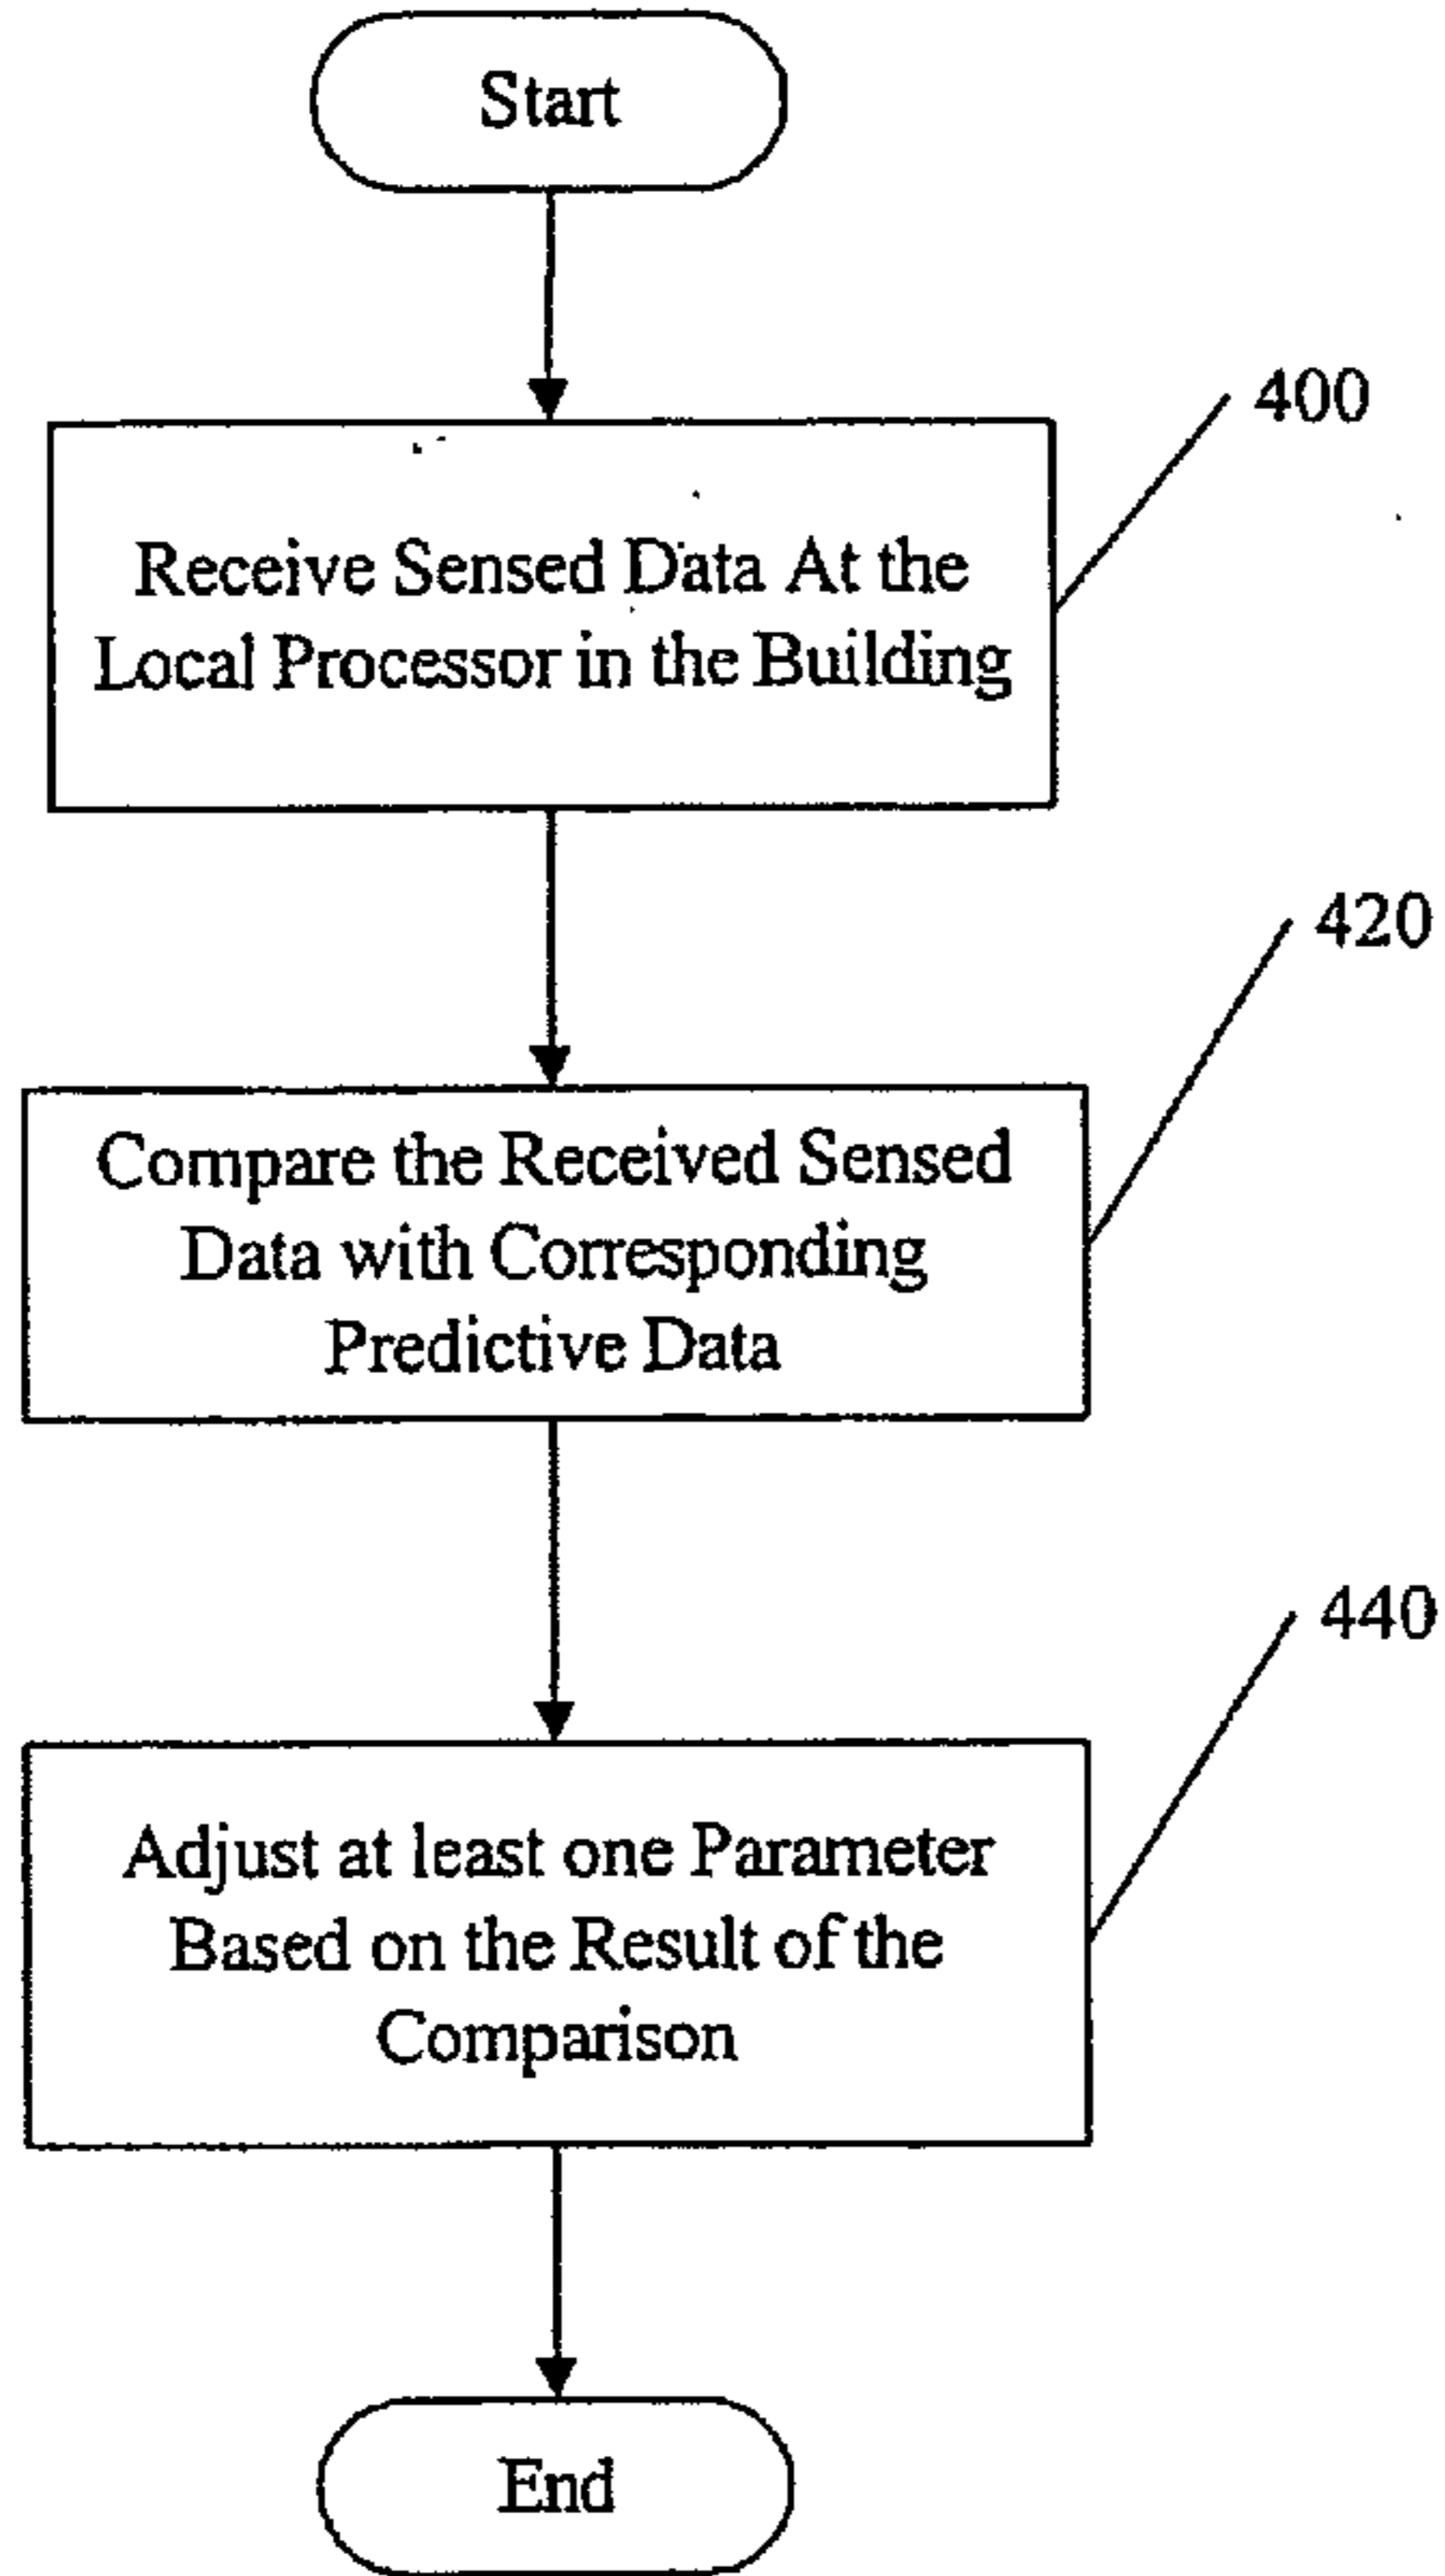 Start
400
Receive Sensed Data At the
Local Processor in the Building
420
Compare the Received Sensed
Data with Corresponding
Predictive Data
440
Adjust at least one Parameter
Based on the Result of the
Comparison
End